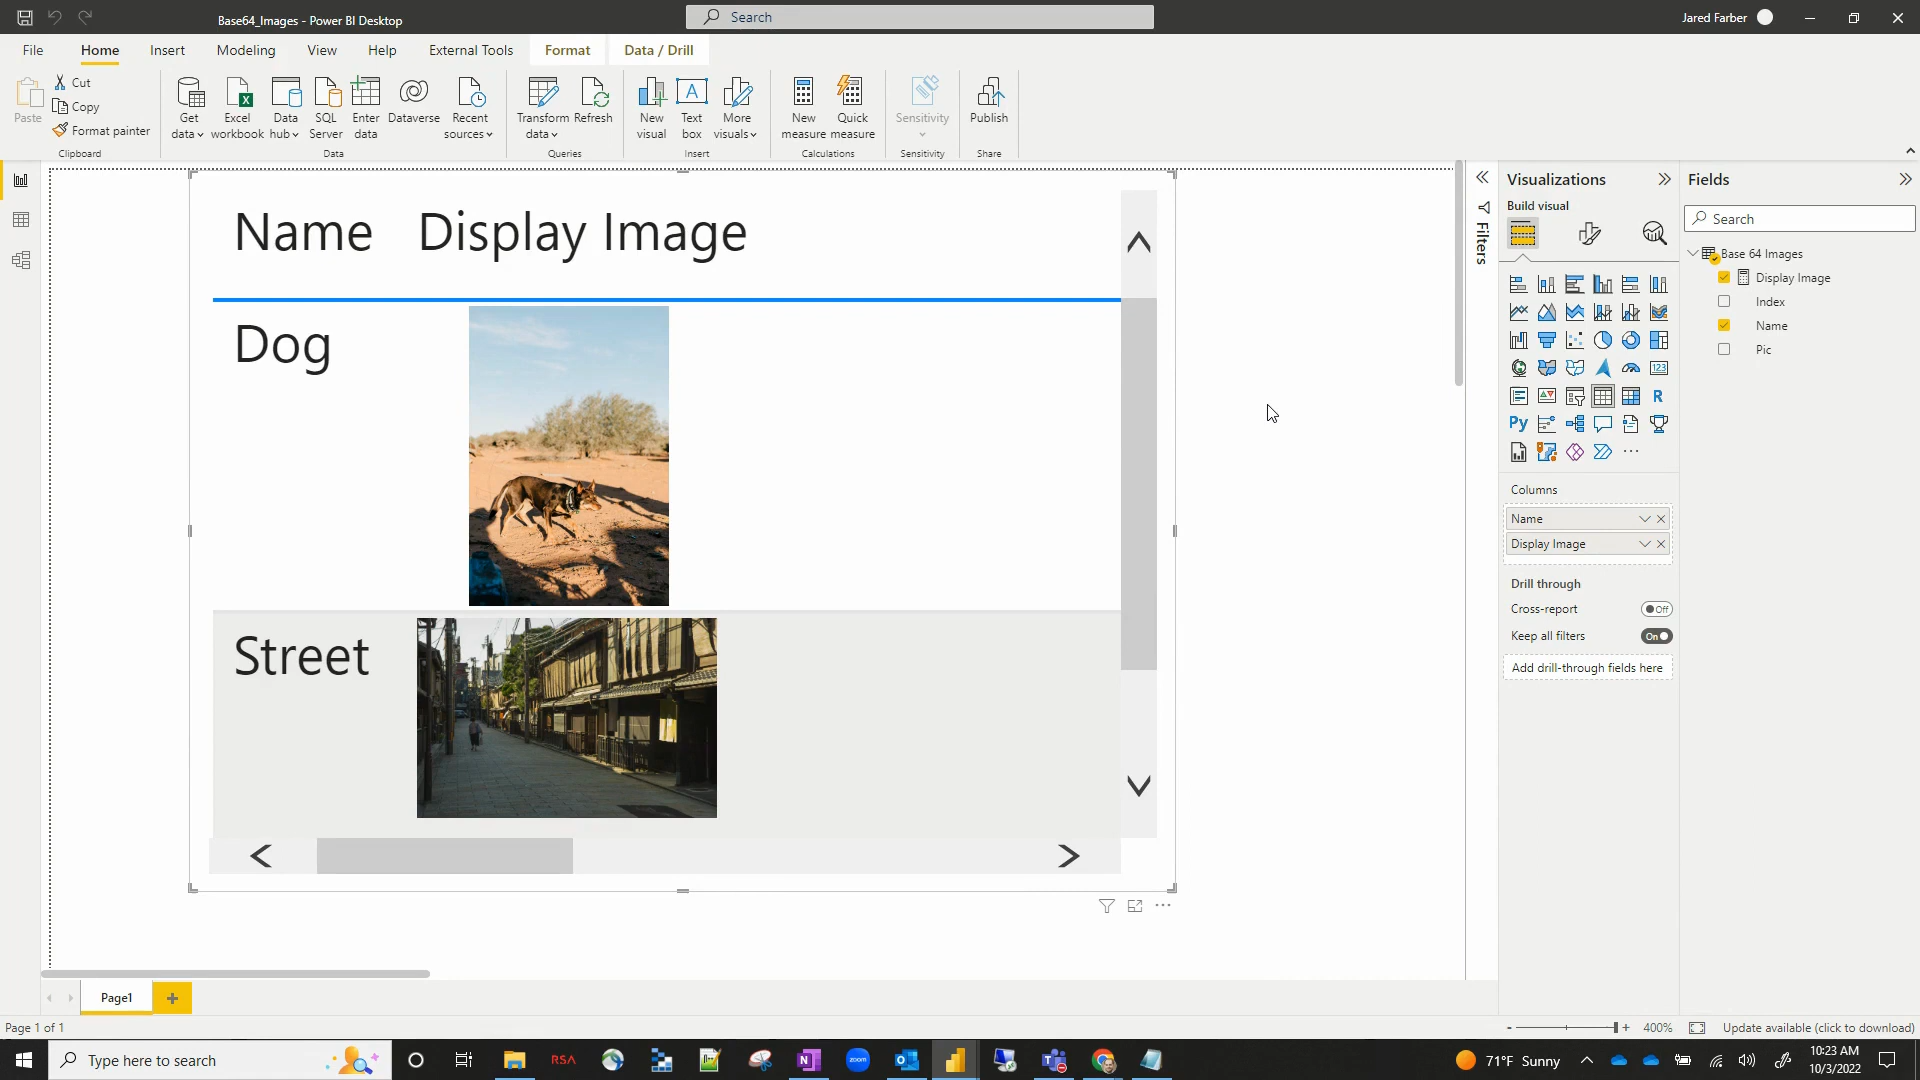 Base64_Images - Power BI Desktop
Search
Jared Farber
File
Home
Insert
Modeling
View
Help
External Tools
Format
Data / Drill
Paste
Cut
Copy
Format painter
Clipboard
Get data
Excel workbook
Data hub
SQL Server
Enter data
Dataverse
Recent sources
Data
Transform data
Refresh
Queries
New visual
Text box
More visuals
Insert
New measure
Quick measure
Calculations
Sensitivity
Sensitivity
Publish
Share
Name Display Image
Dog
Street
Filters
Visualizations
Build visual
123
R
Py
Columns
Name
Display Image
Drill through
Cross-report
Off
Keep all filters
On
Add drill-through fields here
Fields
Search
Base 64 Images
Display Image
Index
Name
Pic
Page1
Page 1 of 1
- + 400%
Update available (click to download)
Type here to search
RSA
zoom
71°F Sunny
10:23 AM
10/3/2022